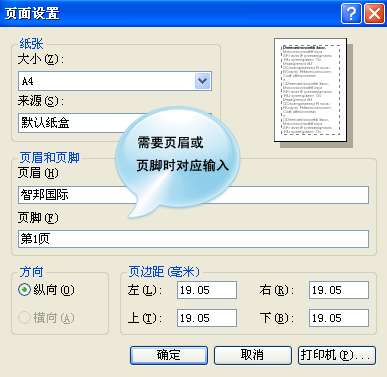 页面设置
纸张
大小(Z):
A4
来源(S):
默认纸盒
需要页眉或
页脚时对应输入
页眉和页脚
页眉(H)
智邦国际
页脚(F)
第1页
方向
纵向(O)
横向(A)
页边距(毫米)
左(L): 19.05 右(R): 19.05
上(T): 19.05 下(B): 19.05
确定 取消 打印机(P)...